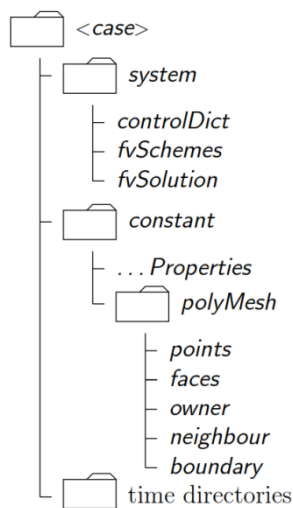 <case>
system
controlDict
fvSchemes
fvSolution
constant
...Properties
polyMesh
points
faces
owner
neighbour
boundary
time directories